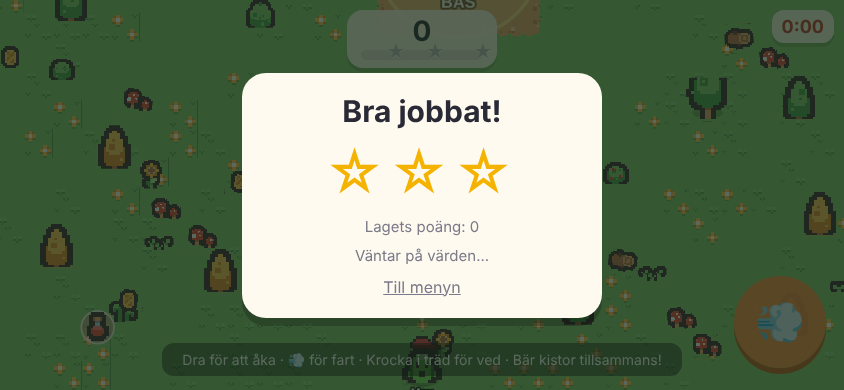 BAS
0
0:00
Bra jobbat!
Lagets poäng: 0
Väntar på värden...
Till menyn
Dra för att åka · 💨 för fart · Krocka i träd för ved · Bär kistor tillsammans!